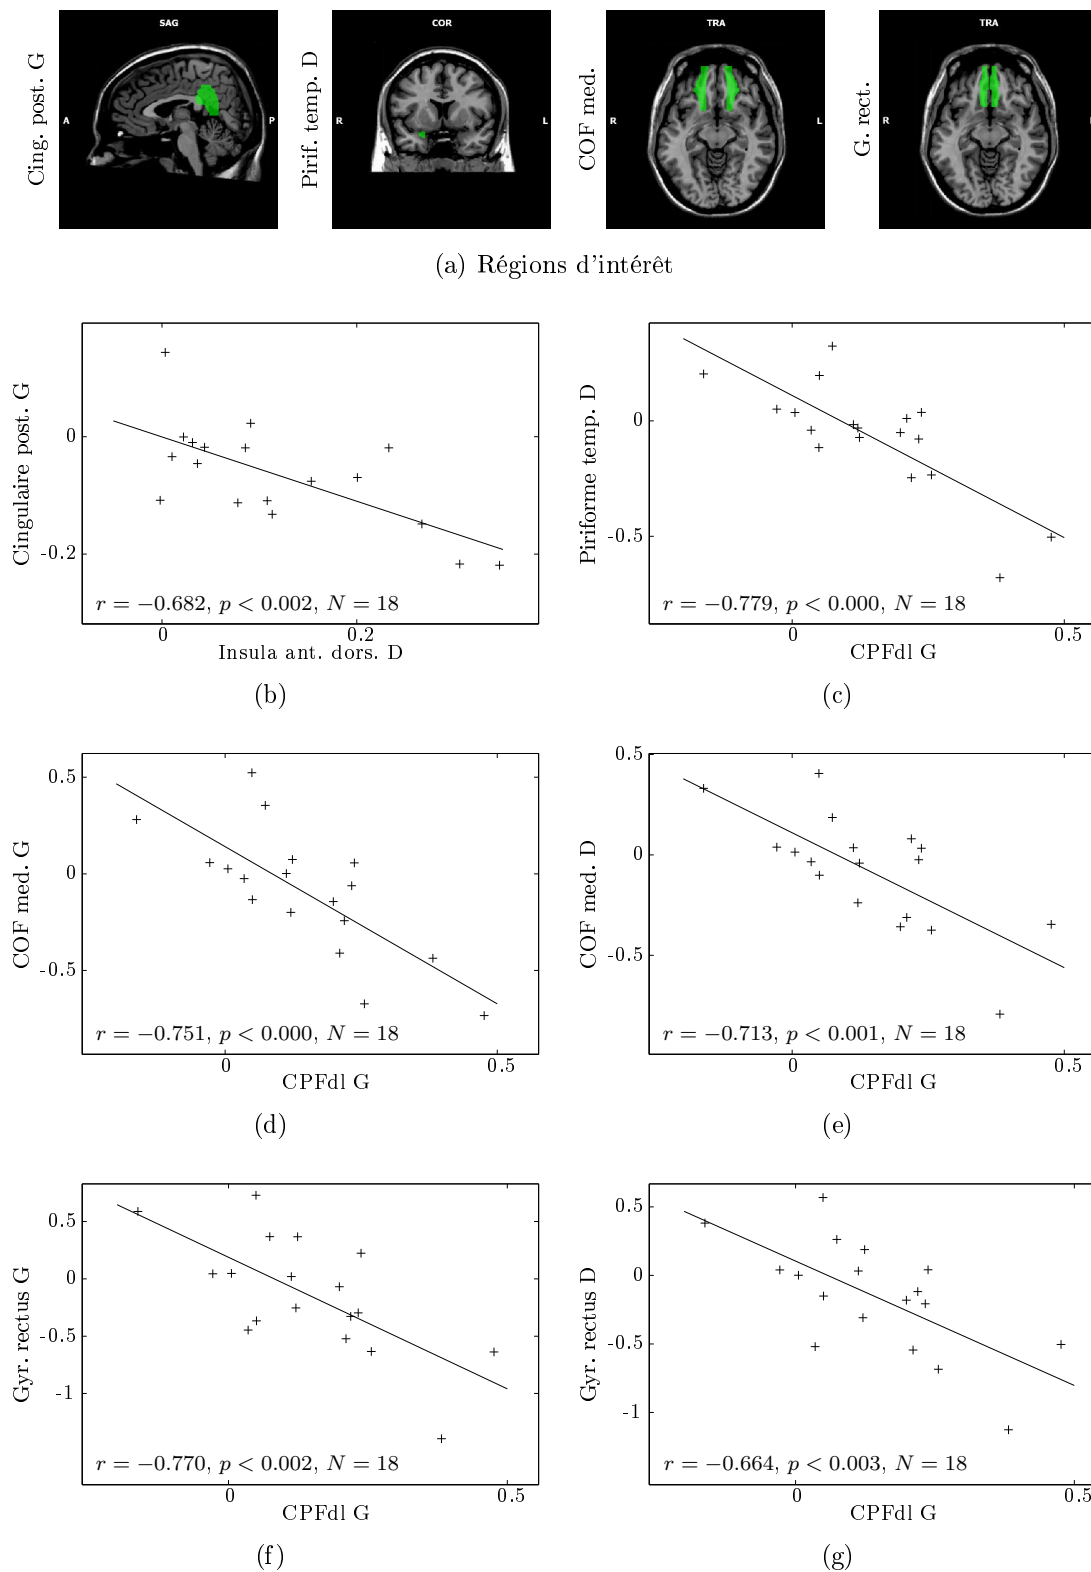 SAG
COR
TRA
TRA
Cing. post. G
Pirif. temp. D
COF med.
G. rect.
A
P
R
L
R
L
R
(a) Régions d'intérêt
Cingulaire post. G
0
-0.2
r = −0.682, p < 0.002, N = 18
0
0.2
Insula ant. dors. D
(b)
Piriforme temp. D
0
-0.5
r = −0.779, p < 0.000, N = 18
0
0.5
CPFdl G
(c)
COF med. G
0.5
0
-0.5
r = −0.751, p < 0.000, N = 18
0
0.5
CPFdl G
(d)
COF med. D
0.5
0
-0.5
r = −0.713, p < 0.001, N = 18
0
0.5
CPFdl G
(e)
Gyr. rectus G
0.5
0
-0.5
-1
r = −0.770, p < 0.002, N = 18
0
0.5
CPFdl G
(f)
Gyr. rectus D
0.5
0
-0.5
-1
r = −0.664, p < 0.003, N = 18
0
0.5
CPFdl G
(g)